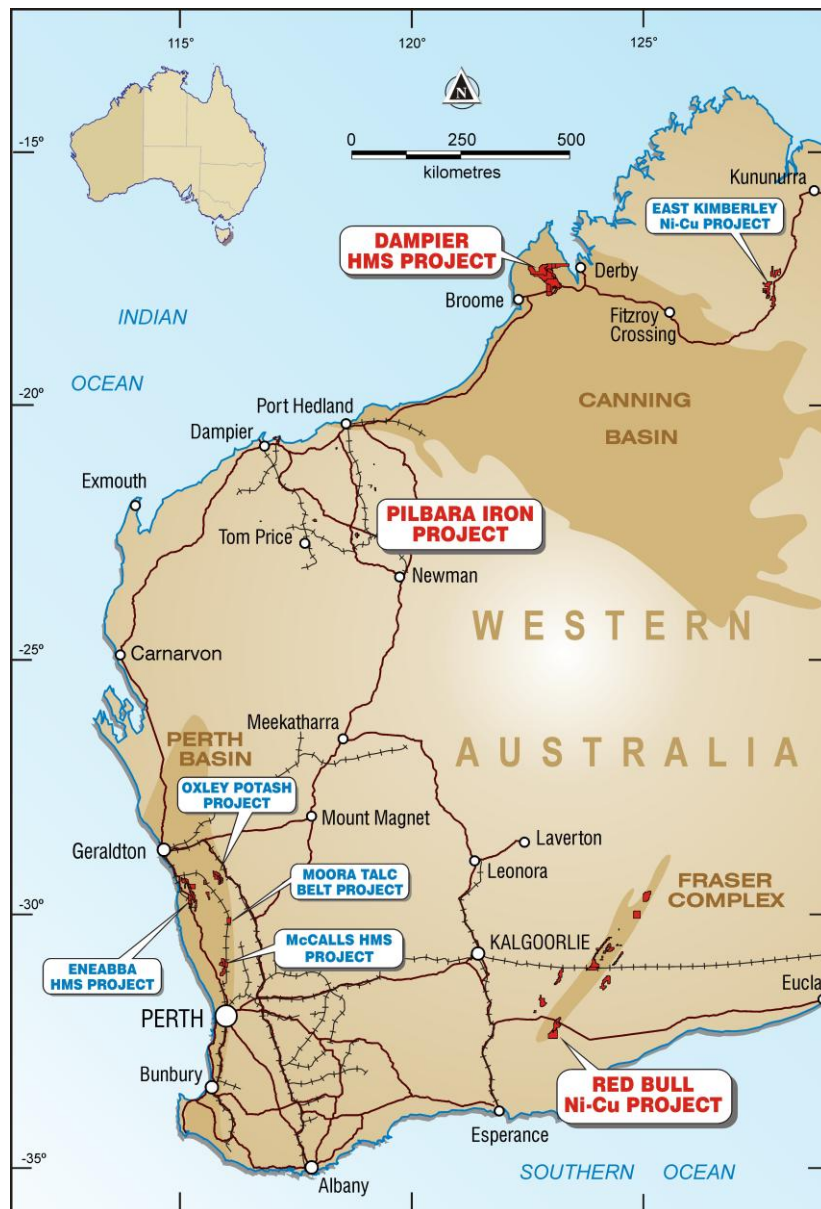 115°
120°
125°
-15°
N
0 250 500
kilometres
Kununurra
EAST KIMBERLEY
Ni-Cu PROJECT
DAMPIER
HMS PROJECT
Derby
Broome
Fitzroy
Crossing
INDIAN
OCEAN
-20°
CANNING
BASIN
Port Hedland
Dampier
Exmouth
PILBARA IRON
PROJECT
Tom Price
Newman
WESTERN
-25°
Carnarvon
Meekatharra
AUSTRALIA
PERTH
BASIN
OXLEY POTASH
PROJECT
Mount Magnet
Geraldton
Laverton
Leonora
MOORA TALC
BELT PROJECT
FRASER
COMPLEX
-30°
McCALLS HMS
PROJECT
KALGOORLIE
ENEABBA
HMS PROJECT
Eucla
PERTH
Bunbury
RED BULL
Ni-Cu PROJECT
Esperance
-35°
Albany
SOUTHERN OCEAN